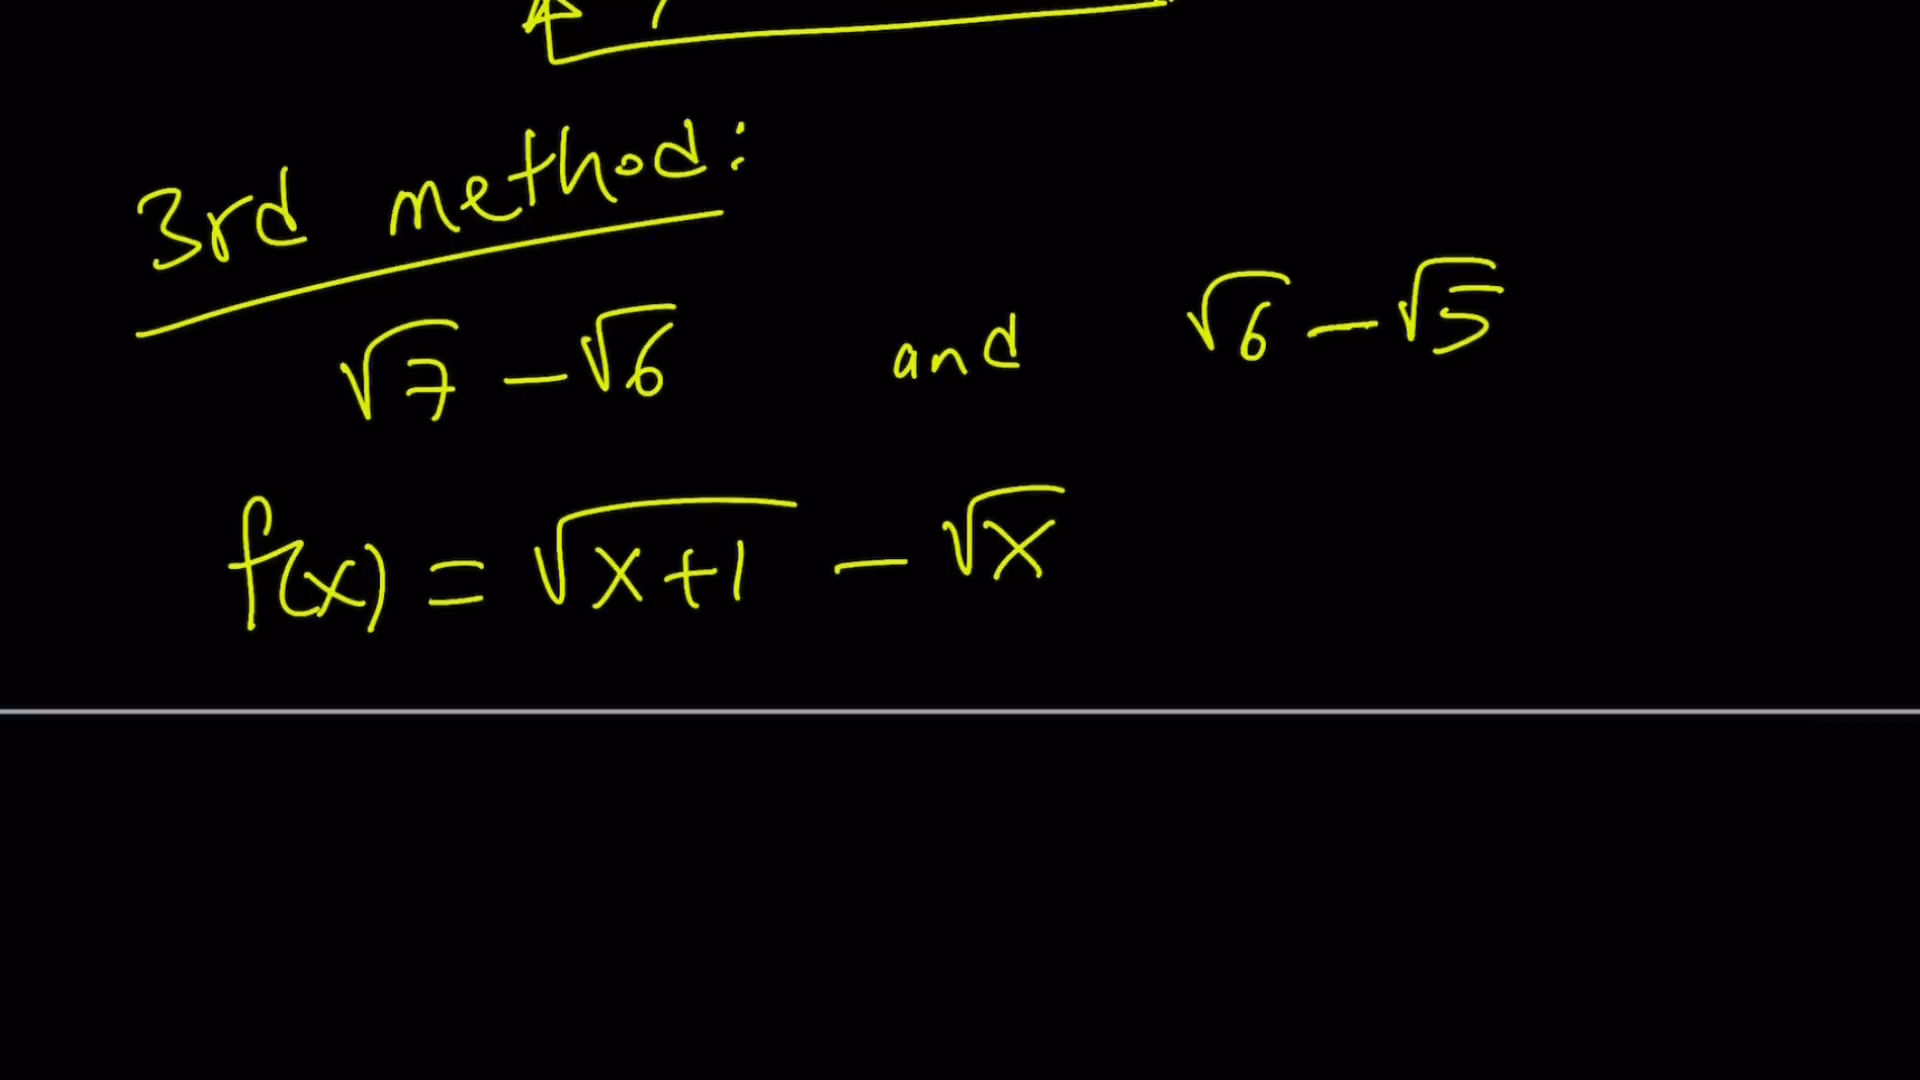 3rd method:
√7 - √6 and √6 - √5
f(x) = √x+1 - √x